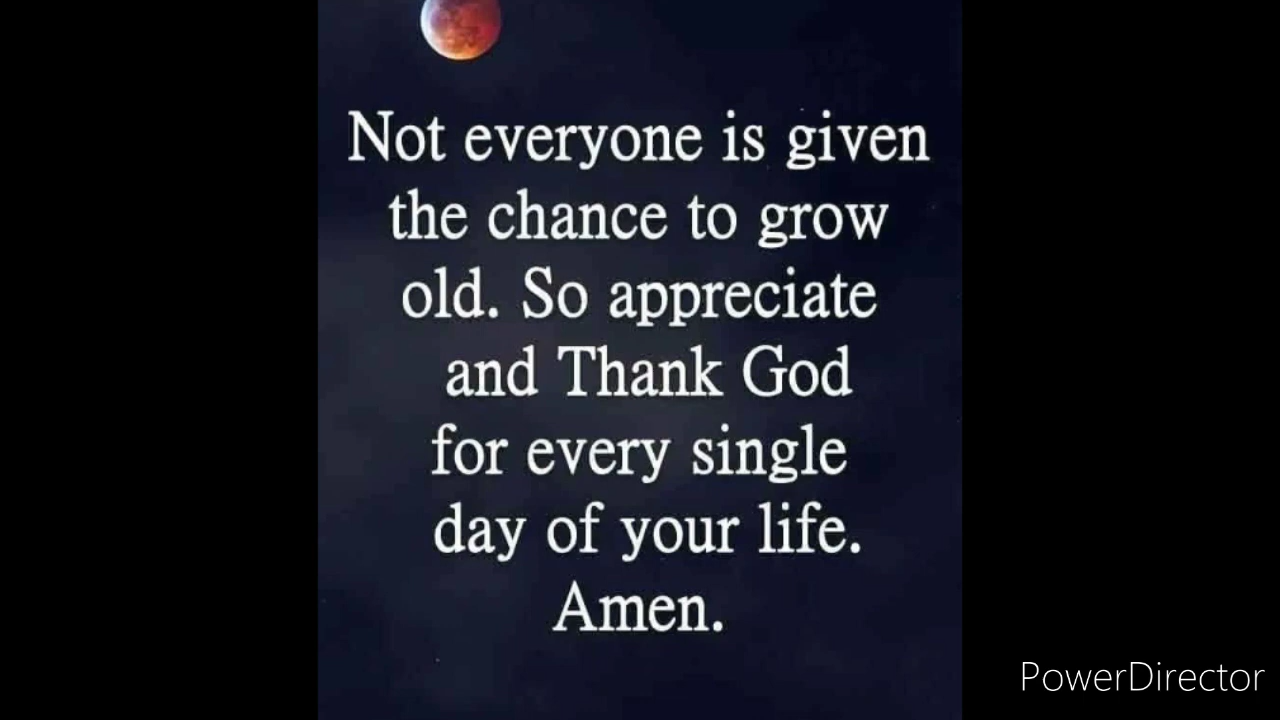 Not everyone is given
the chance to grow
old. So appreciate
and Thank God
for every single
day of your life.
Amen.
PowerDirector